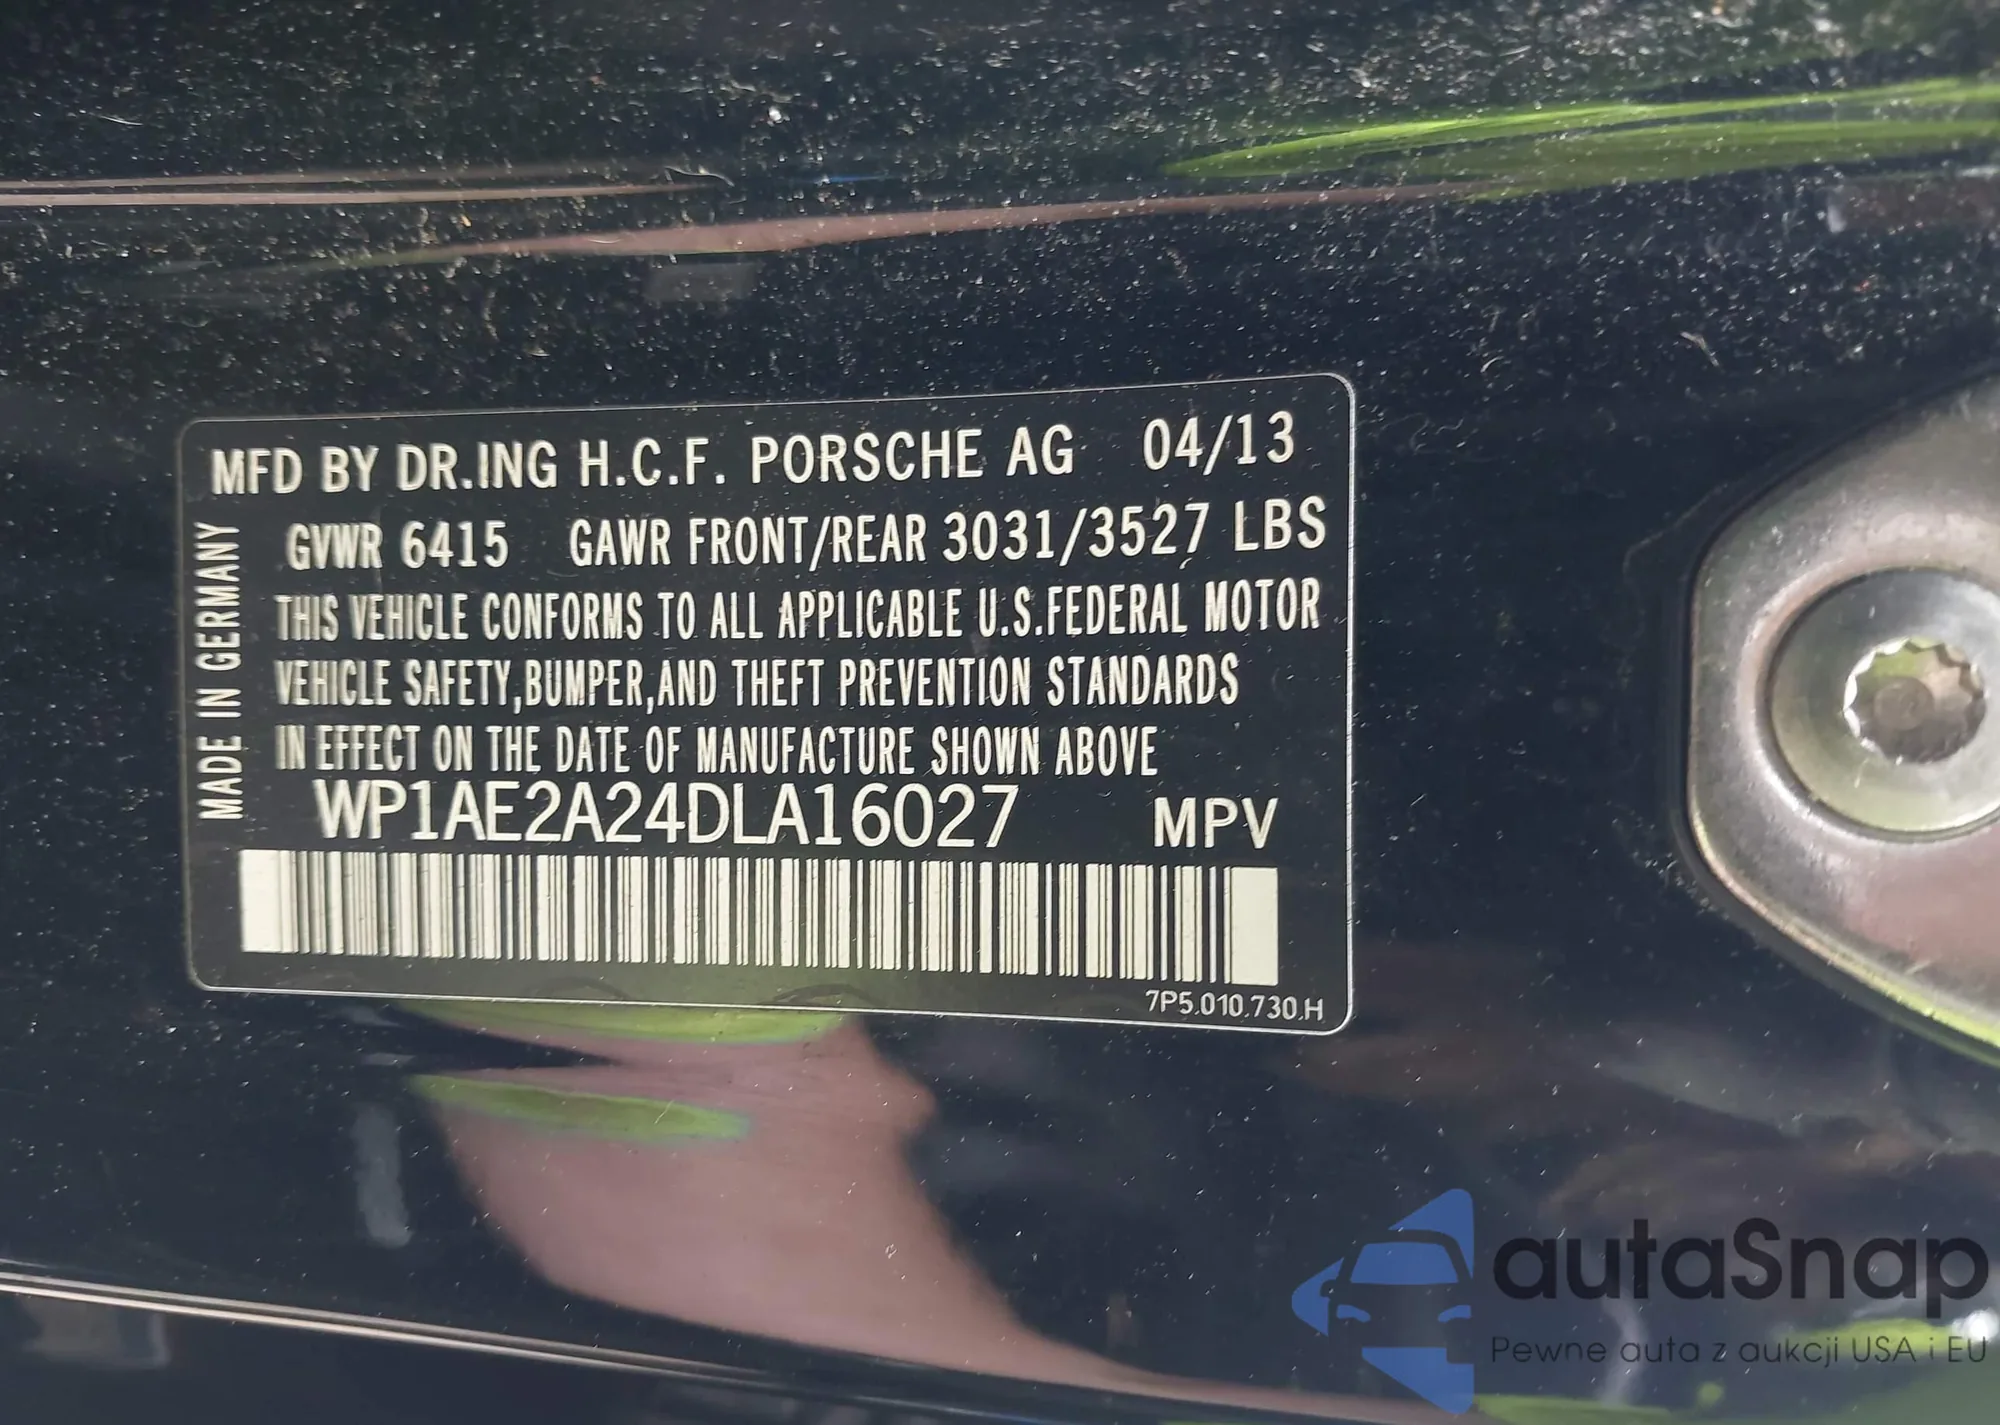 MFD BY DR.ING H.C.F. PORSCHE AG 04/13
GVWR 6415 GAWR FRONT/REAR 3031/3527 LBS
THIS VEHICLE CONFORMS TO ALL APPLICABLE U.S.FEDERAL MOTOR
VEHICLE SAFETY,BUMPER,AND THEFT PREVENTION STANDARDS
IN EFFECT ON THE DATE OF MANUFACTURE SHOWN ABOVE
WP1AE2A24DLA16027 MPV
MADE IN GERMANY
7P5.010.730.H
autaSnap
Pewne auta z aukcji USA i EU